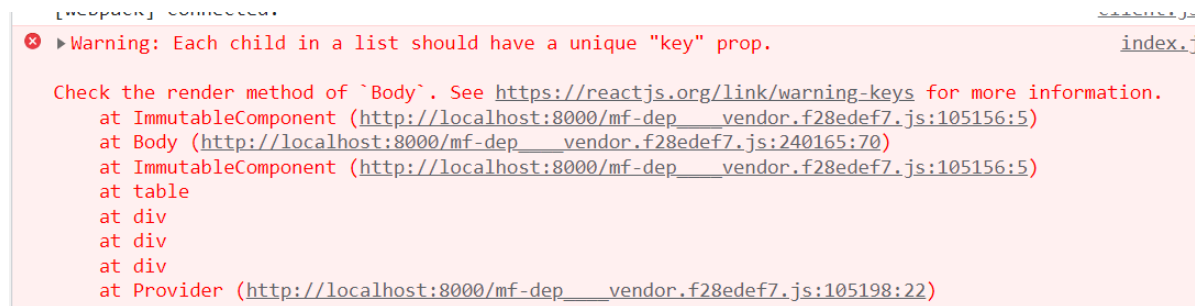 [webpack] connected.
Warning: Each child in a list should have a unique "key" prop. index.j
Check the render method of `Body`. See https://reactjs.org/link/warning-keys for more information.
at ImmutableComponent (http://localhost:8000/mf-dep____vendor.f28edef7.js:105156:5)
at Body (http://localhost:8000/mf-dep____vendor.f28edef7.js:240165:70)
at ImmutableComponent (http://localhost:8000/mf-dep____vendor.f28edef7.js:105156:5)
at table
at div
at div
at div
at Provider (http://localhost:8000/mf-dep____vendor.f28edef7.js:105198:22)